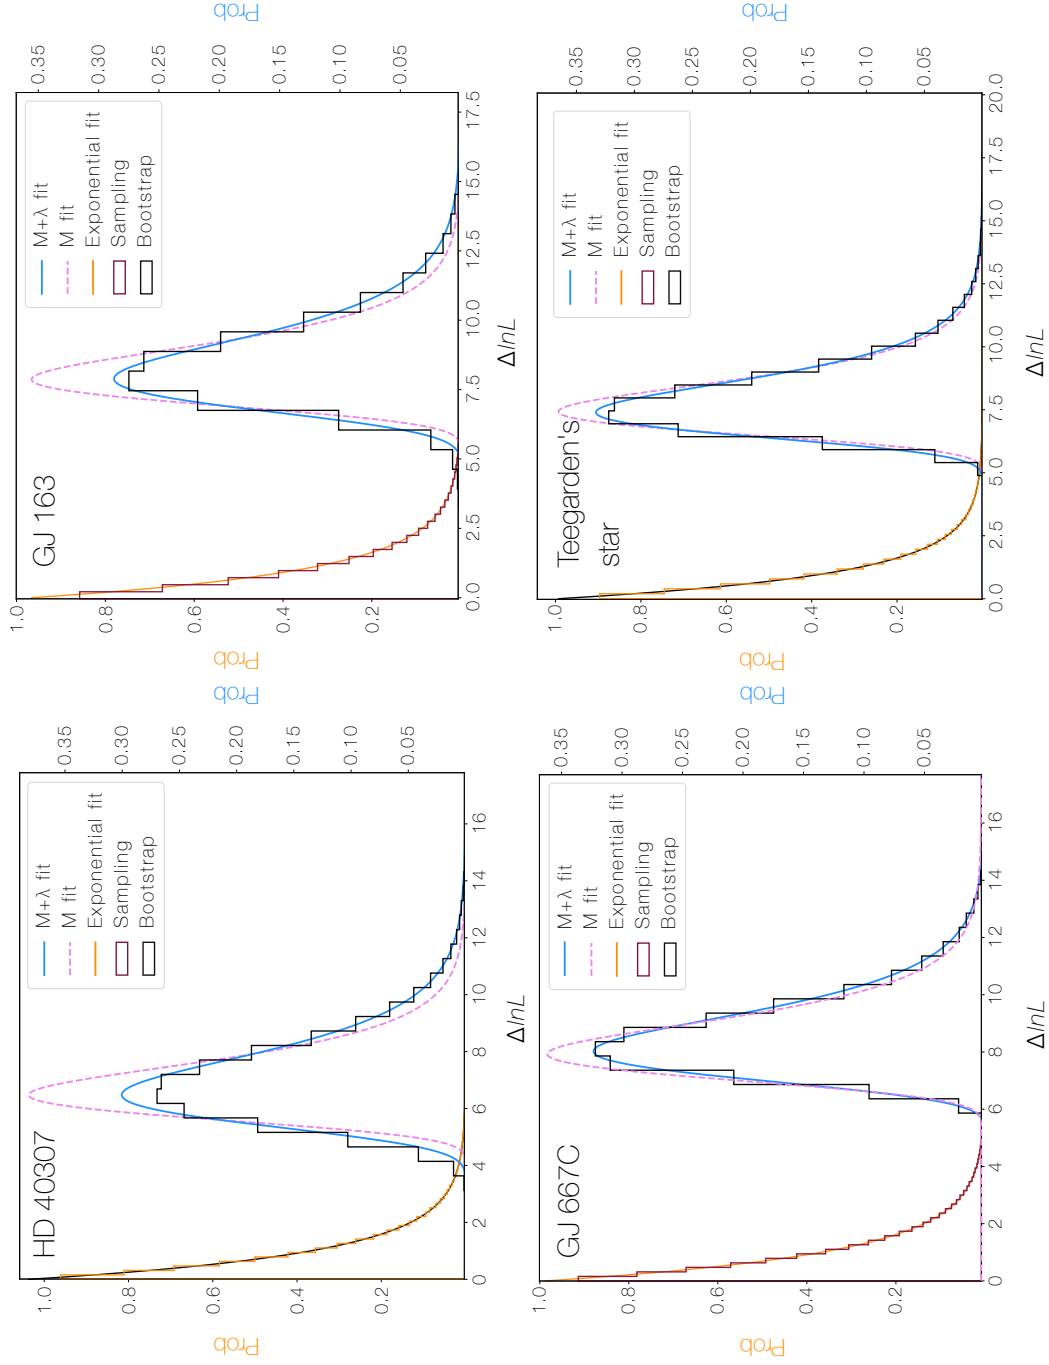 HD 40307
M+λ fit
M fit
Exponential fit
Sampling
Bootstrap
Prob
1.0
0.8
0.6
0.4
0.2
0 2 4 6 8 10 12 14 16
ΔlnL
0.35
0.30
0.25
0.20
0.15
0.10
0.05
Prob
GJ 163
M+λ fit
M fit
Exponential fit
Sampling
Bootstrap
Prob
1.0
0.8
0.6
0.4
0.2
0.0 2.5 5.0 7.5 10.0 12.5 15.0 17.5
ΔlnL
0.35
0.30
0.25
0.20
0.15
0.10
0.05
Prob
GJ 667C
M+λ fit
M fit
Exponential fit
Sampling
Bootstrap
Prob
1.0
0.8
0.6
0.4
0.2
0 2 4 6 8 10 12 14 16
ΔlnL
0.35
0.30
0.25
0.20
0.15
0.10
0.05
Prob
Teegarden's
star
M+λ fit
M fit
Exponential fit
Sampling
Bootstrap
Prob
1.0
0.8
0.6
0.4
0.2
0.0 2.5 5.0 7.5 10.0 12.5 15.0 17.5 20.0
ΔlnL
0.35
0.30
0.25
0.20
0.15
0.10
0.05
Prob